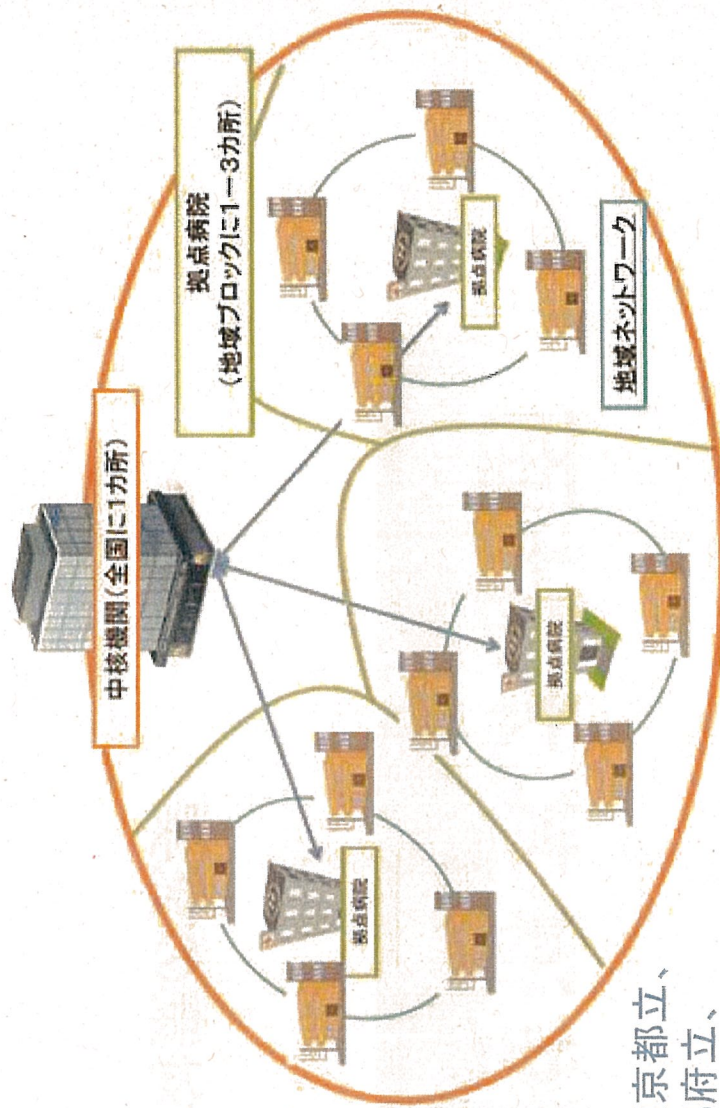 中核機関(全国に1カ所)
拠点病院
(地域ブロックに1ー3カ所)
拠点病院
拠点病院
拠点病院
地域ネットワーク
京都立、
府立、